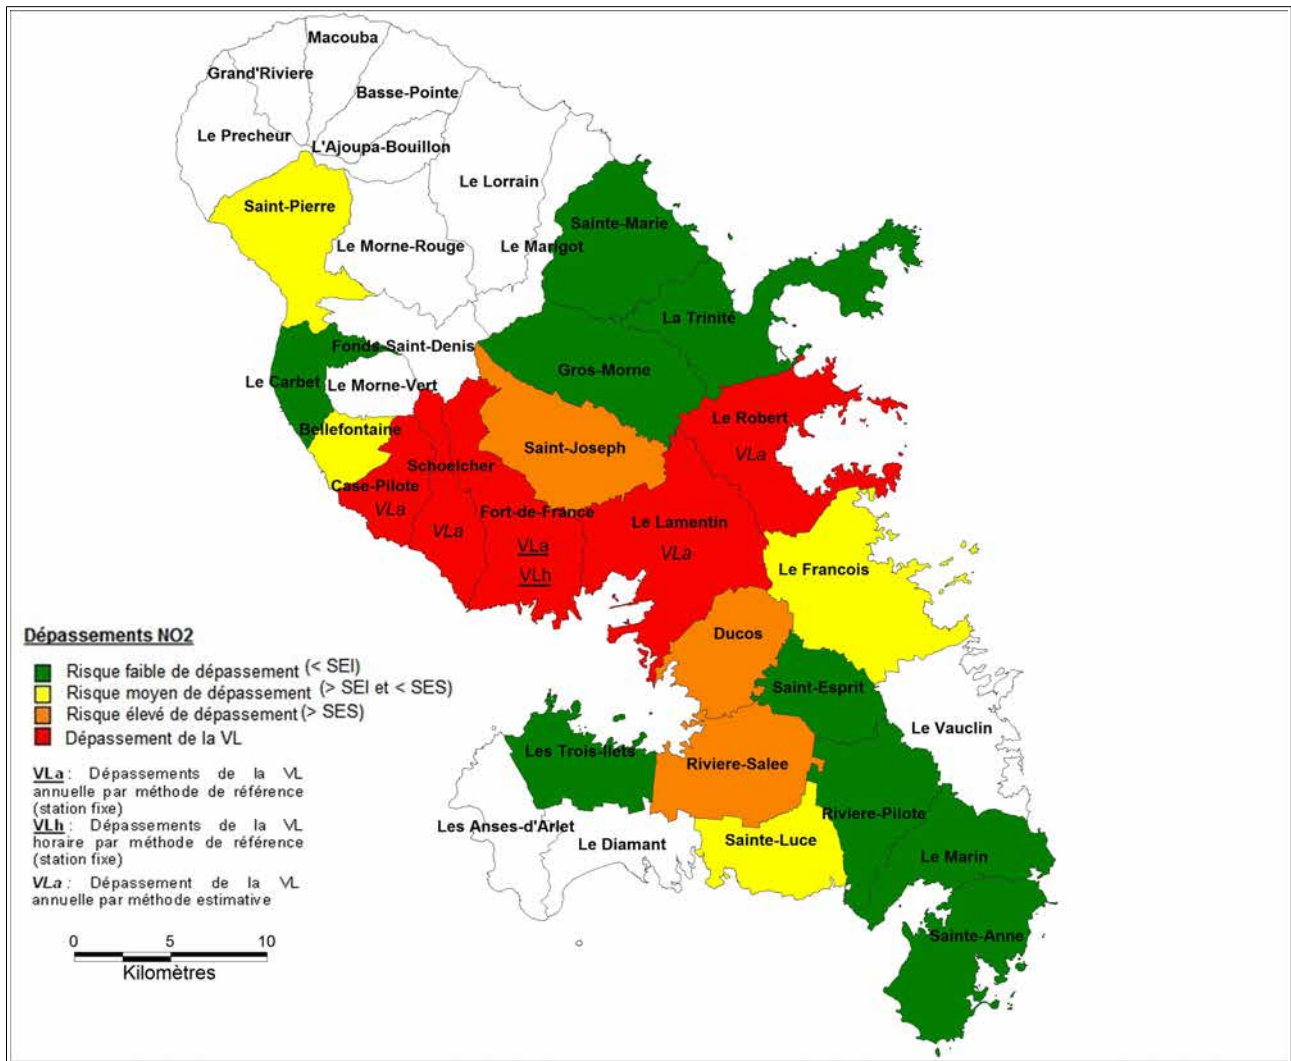 Macouba
Grand'Riviere
Basse-Pointe
Le Precheur
L'Ajoupa-Bouillon
Le Lorrain
Saint-Pierre
Sainte-Marie
Le Morne-Rouge
Le Marigot
La Trinité
Fonds-Saint-Denis
Gros-Morne
Le Carbet
Le Morne-Vert
Le Robert
Bellefontaine
Saint-Joseph
VLa
Schoelcher
Case-Pilote
VLa
Fort-de-France
Le Lamentin
VLa
VLa
VLa
VLh
Le Francois
Ducos
Saint-Esprit
Le Vauclin
Les Trois-Ilets
Riviere-Salee
Riviere-Pilote
Les Anses-d'Arlet
Le Diamant
Sainte-Luce
Le Marin
Sainte-Anne
Dépassements NO2
Risque faible de dépassement (< SEI)
Risque moyen de dépassement (> SEI et < SES)
Risque élevé de dépassement (> SES)
Dépassement de la VL
VLa : Dépassements de la VL
annuelle par méthode de référence
(station fixe)
VLh : Dépassements de la VL
horaire par méthode de référence
(station fixe)
VLa : Dépassement de la VL
annuelle par méthode estimative
0 5 10
Kilomètres